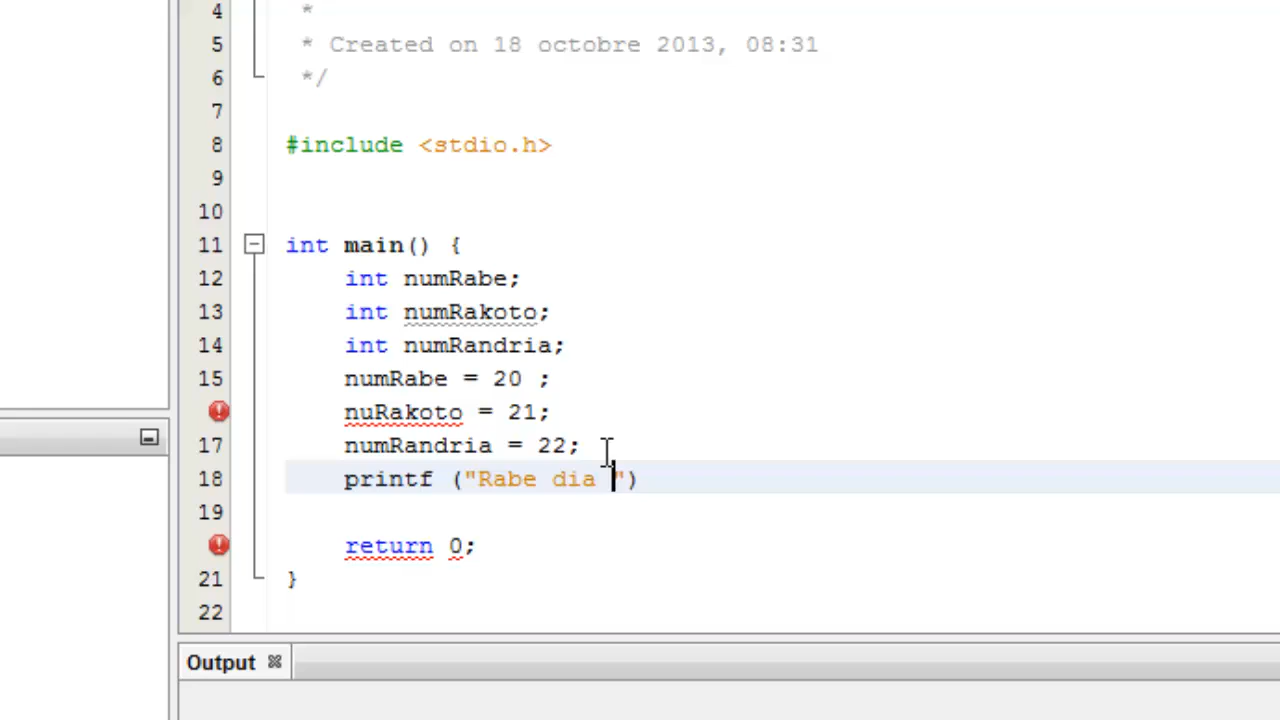 4 *
5 * Created on 18 octobre 2013, 08:31
6 */
7
8 #include <stdio.h>
9
10
11 int main() {
12 int numRabe;
13 int numRakoto;
14 int numRandria;
15 numRabe = 20 ;
nuRakoto = 21;
17 numRandria = 22;
18 printf ("Rabe dia ")
19
return 0;
21 }
22
Output